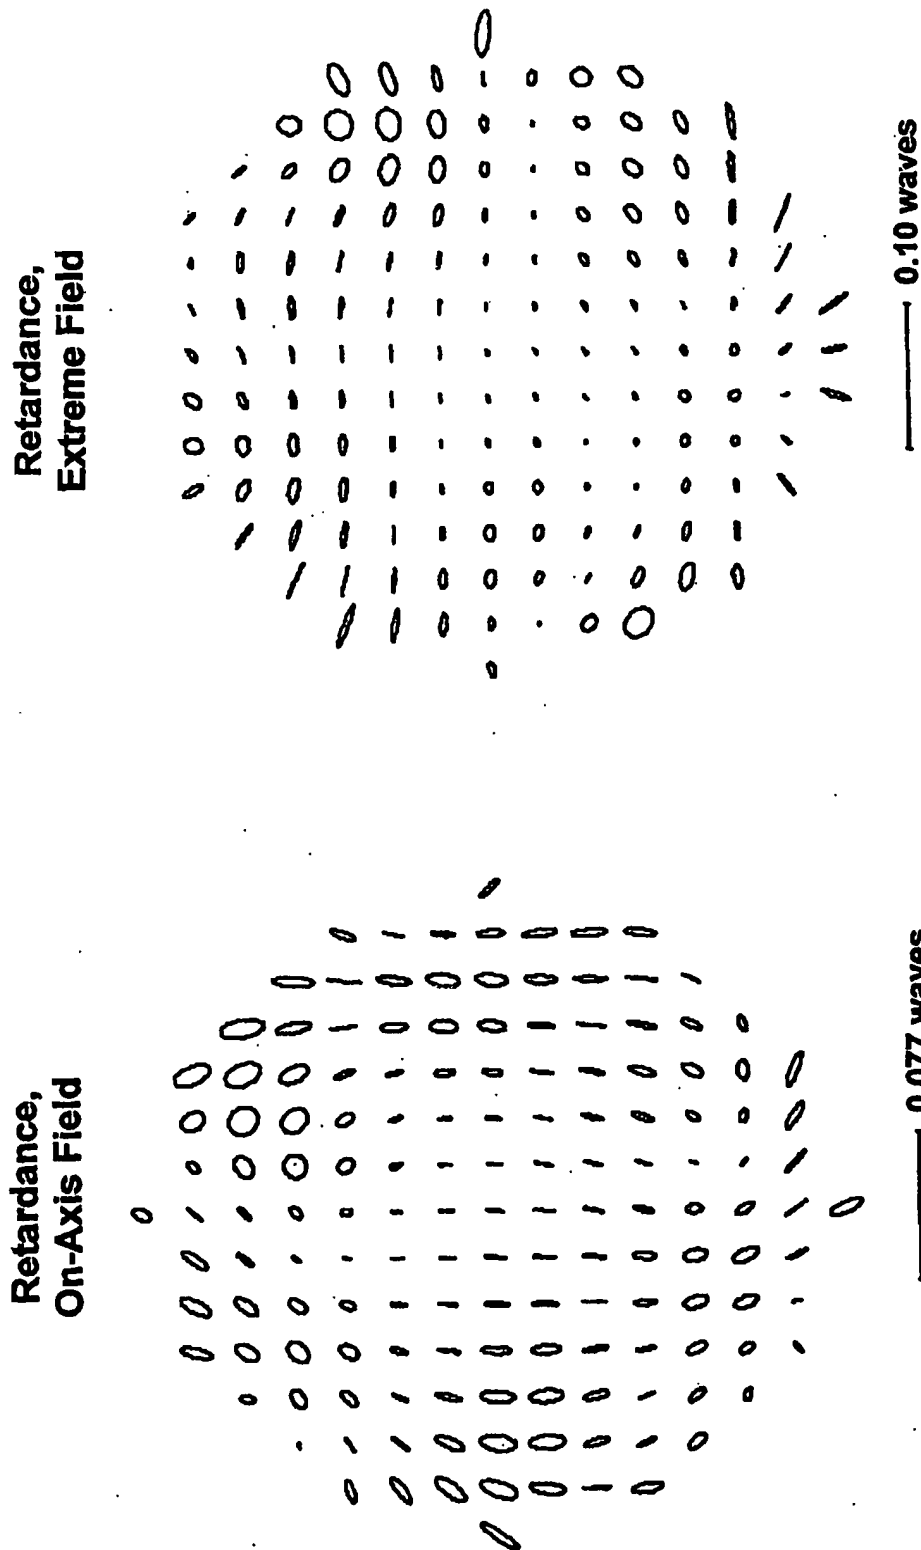 Retardance,
On-Axis Field
0.077 waves
Retardance,
Extreme Field
0.10 waves